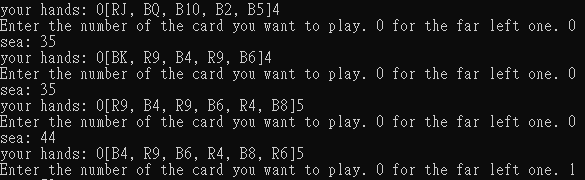 your hands: 0[RJ, BQ, B10, B2, B5]4
Enter the number of the card you want to play. 0 for the far left one. 0
sea: 35
your hands: 0[BK, R9, B4, R9, B6]4
Enter the number of the card you want to play. 0 for the far left one. 0
sea: 35
your hands: 0[R9, B4, R9, B6, R4, B8]5
Enter the number of the card you want to play. 0 for the far left one. 0
sea: 44
your hands: 0[B4, R9, B6, R4, B8, R6]5
Enter the number of the card you want to play. 0 for the far left one. 1